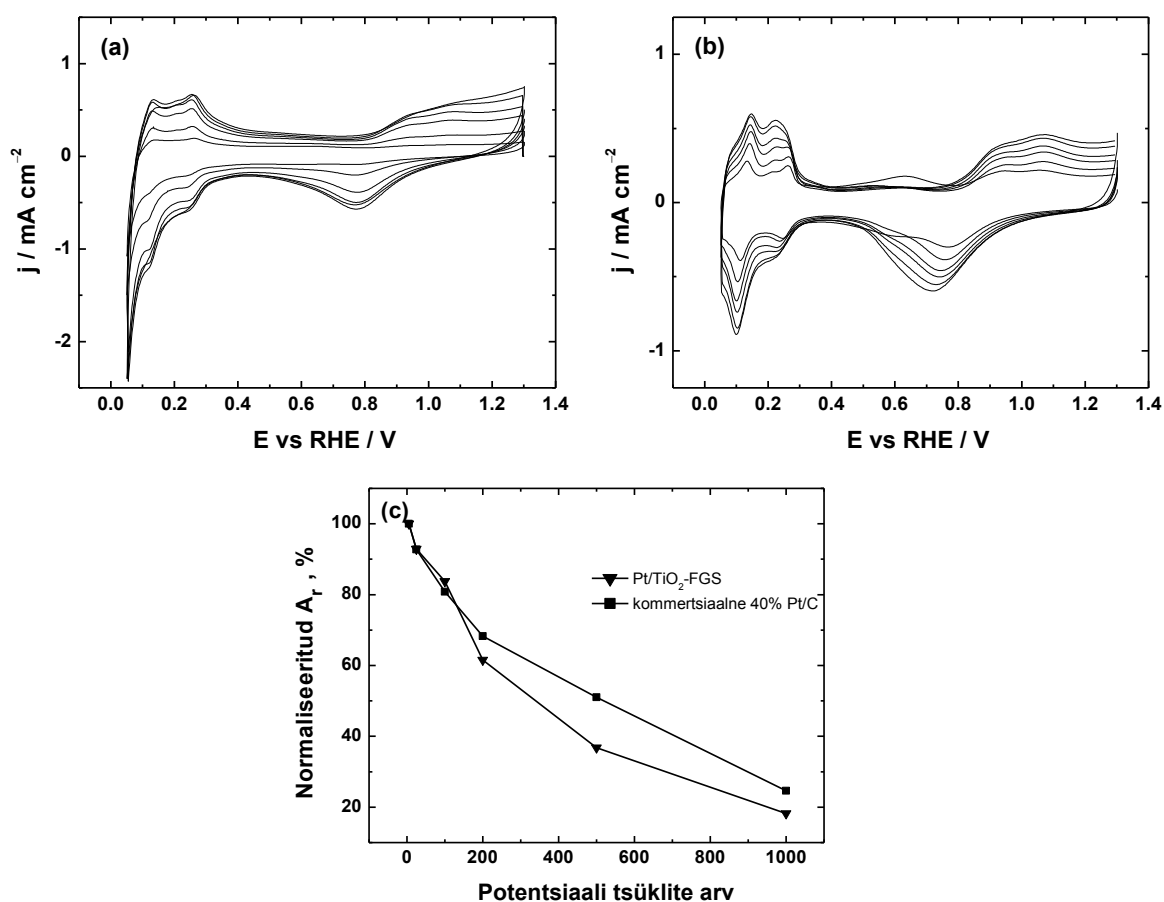 (a)
1
0
-1
-2
j / mA cm⁻²
0.0 0.2 0.4 0.6 0.8 1.0 1.2 1.4
E vs RHE / V
(b)
1
0
-1
j / mA cm⁻²
0.0 0.2 0.4 0.6 0.8 1.0 1.2 1.4
E vs RHE / V
(c)
100
80
60
40
20
Normaliseeritud Aᵣ , %
Pt/TiO₂-FGS
kommertsiaalne 40% Pt/C
0 200 400 600 800 1000
Potentsiaali tsüklite arv